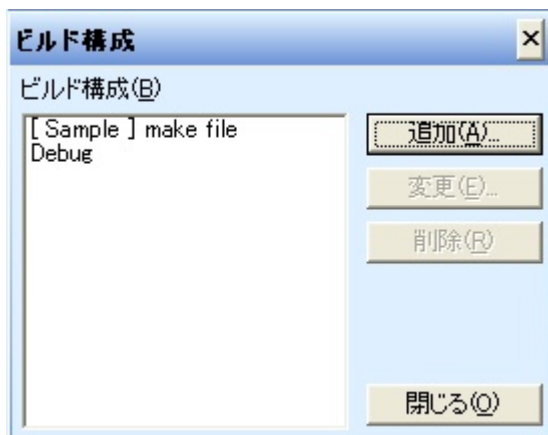 ビルド構成
ビルド構成(B)
[ Sample ] make file
Debug
追加(A)...
変更(E)...
削除(R)
閉じる(O)